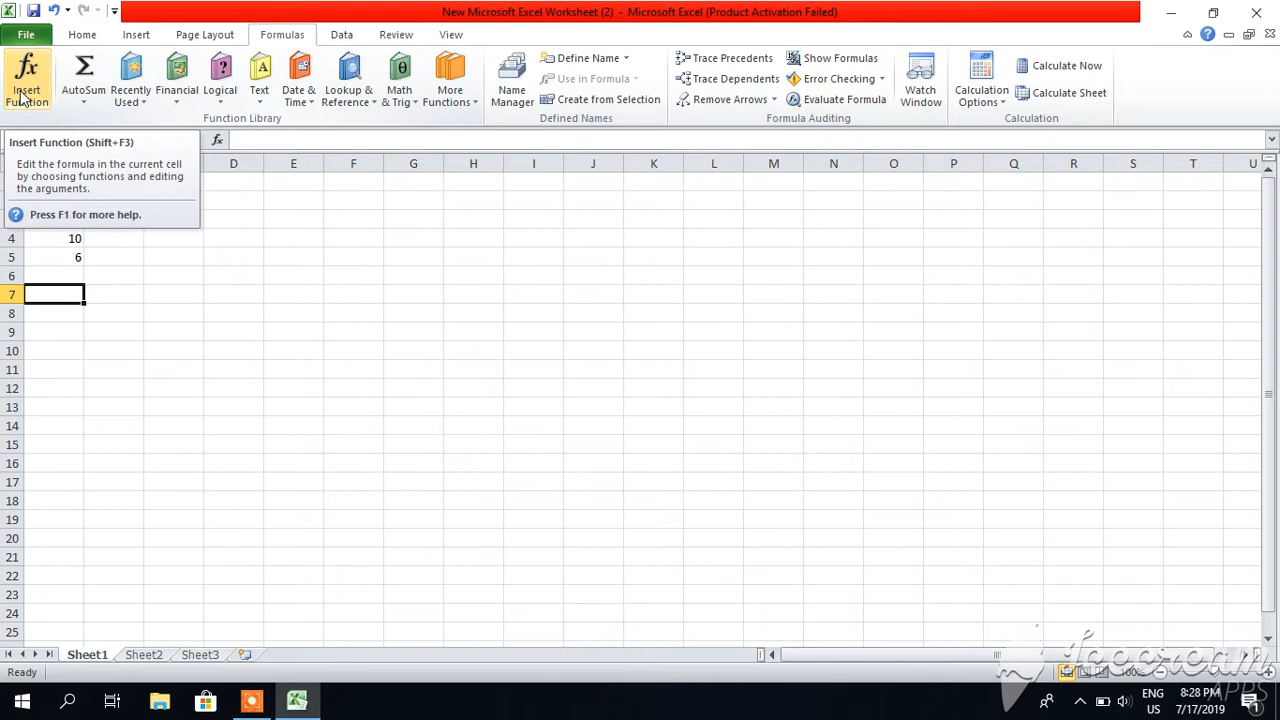 New Microsoft Excel Worksheet (2) - Microsoft Excel (Product Activation Failed)
File Home Insert Page Layout Formulas Data Review View
fx Insert Function
Σ AutoSum
Recently Used
Financial
Logical
Text
Date & Time
Lookup & Reference
Math & Trig
More Functions
Function Library
Name Manager
Define Name
Use in Formula
Create from Selection
Defined Names
Trace Precedents
Trace Dependents
Remove Arrows
Show Formulas
Error Checking
Evaluate Formula
Formula Auditing
Watch Window
Calculation Options
Calculate Now
Calculate Sheet
Calculation
Insert Function (Shift+F3)
Edit the formula in the current cell
by choosing functions and editing
the arguments.
Press F1 for more help.
fx
D E F G H I J K L M N O P Q R S T U
4 10
5 6
6
7
8
9
10
11
12
13
14
15
16
17
18
19
20
21
22
23
24
25
Sheet1 Sheet2 Sheet3
Ready
100%
APPS
ENG
US
8:28 PM
7/17/2019
1